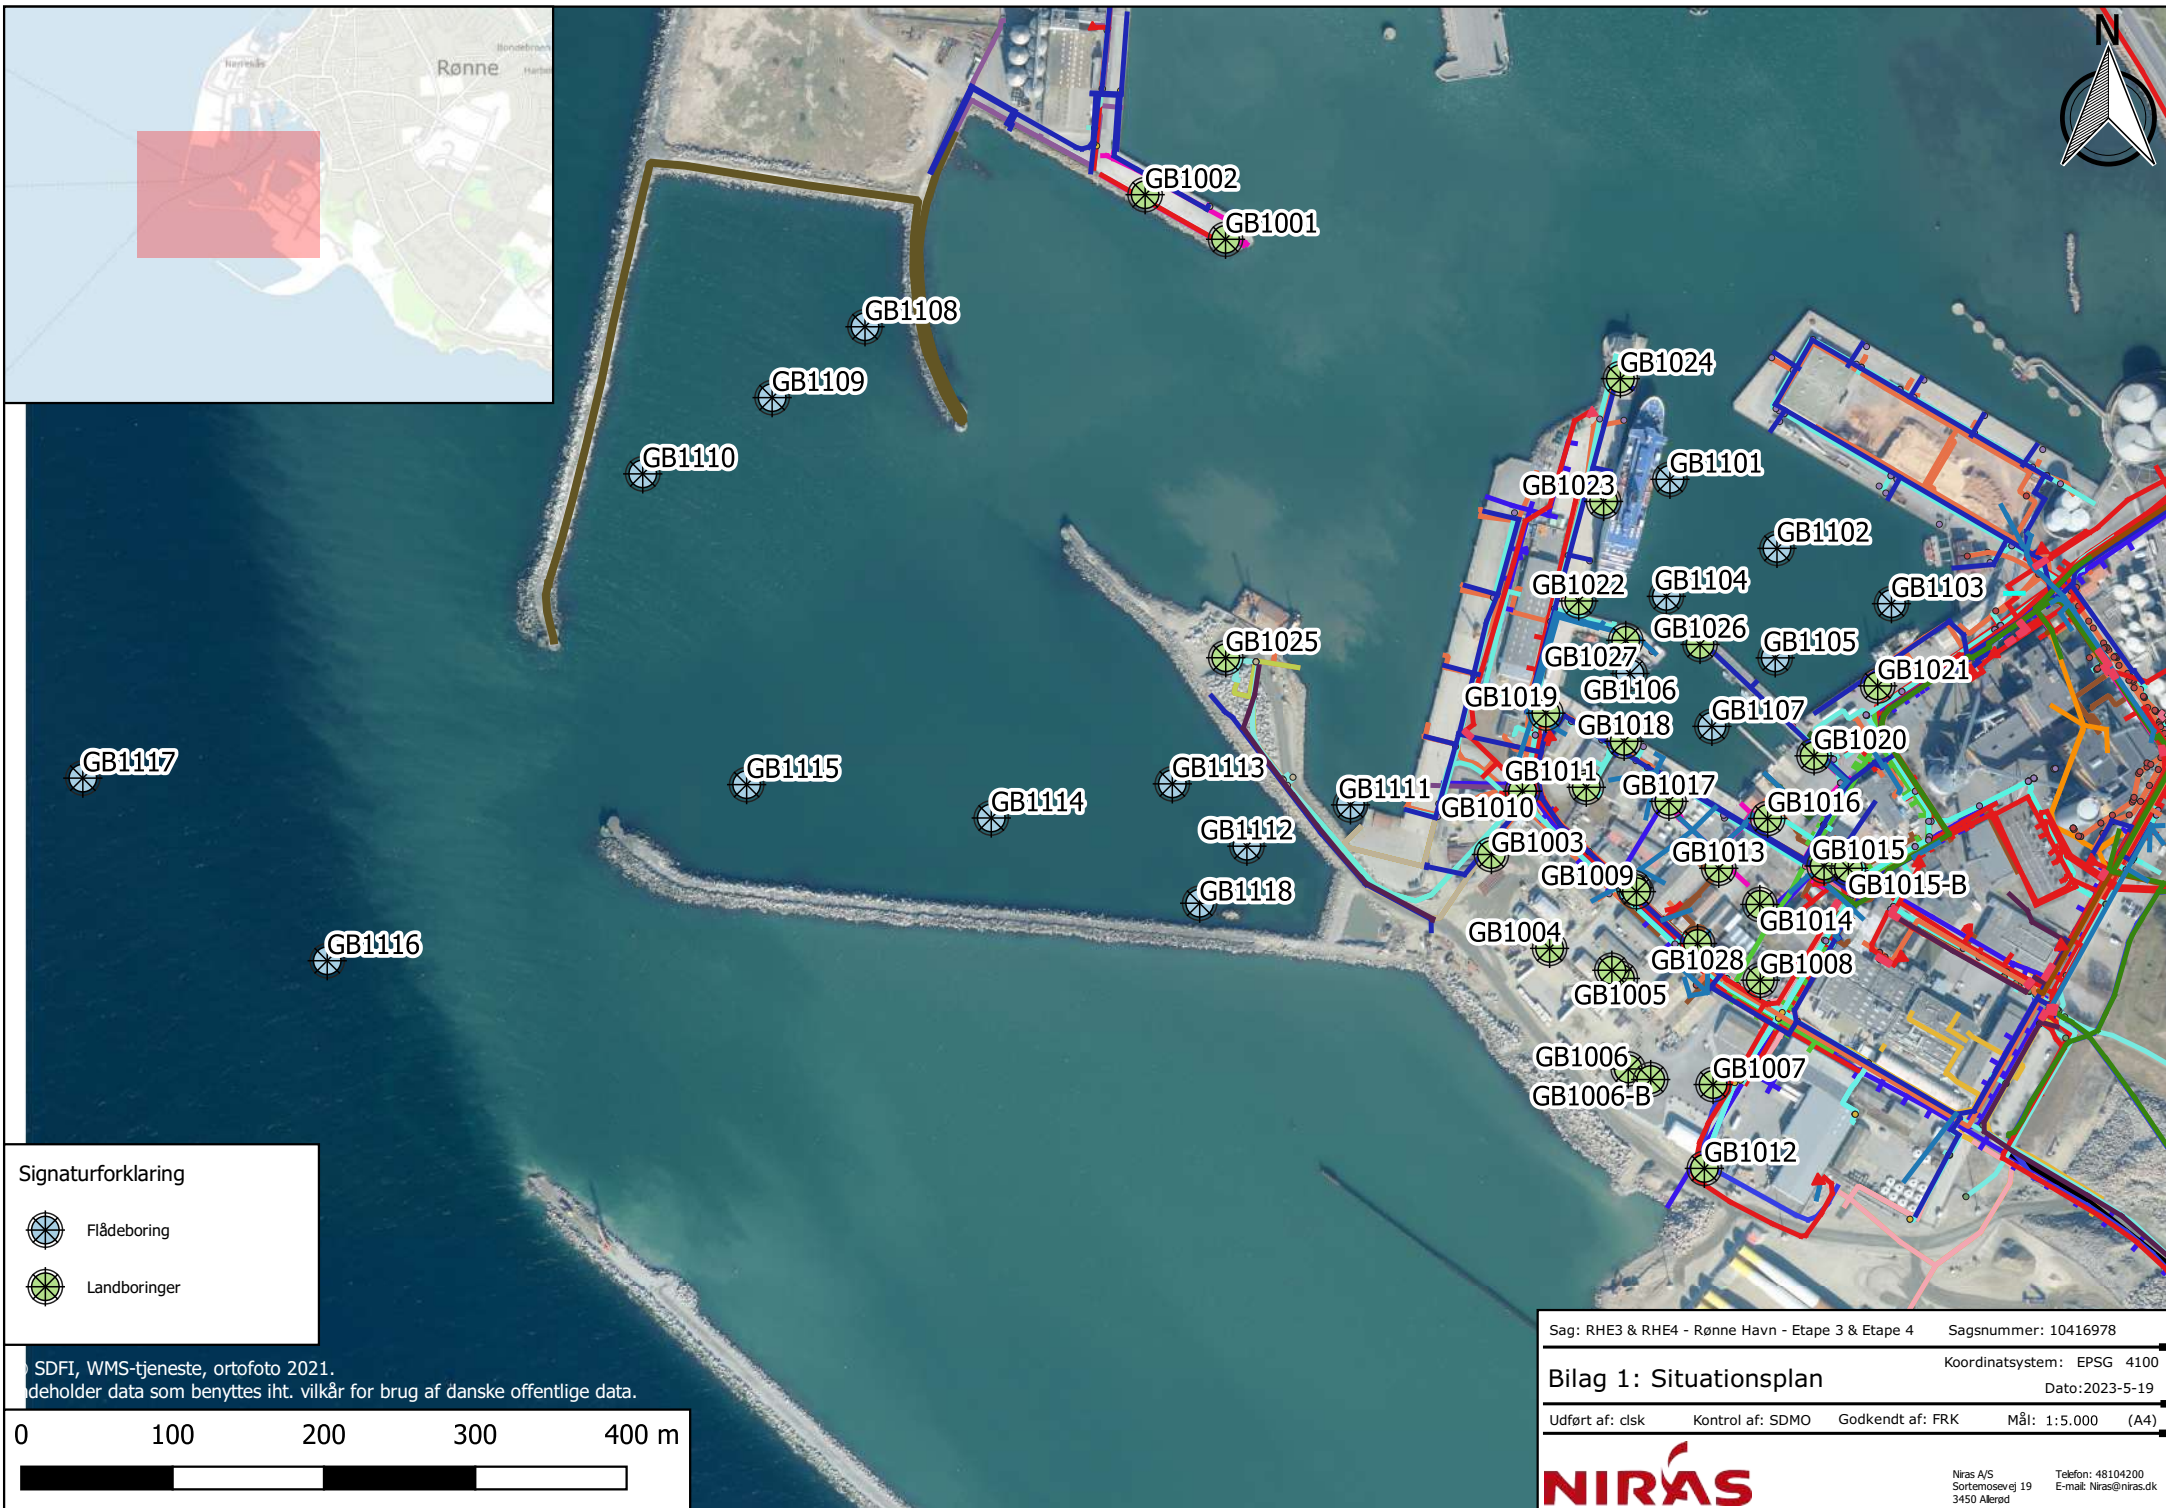 Bondebroen
Nørrekås
Rønne
N
GB1002
GB1001
GB1108
GB1109
GB1024
GB1110
GB1101
GB1023
GB1102
GB1022
GB1104
GB1103
GB1025
GB1026
GB1027
GB1105
GB1106
GB1021
GB1019
GB1018
GB1107
GB1020
GB1117
GB1115
GB1113
GB1011
GB1017
GB1114
GB1111
GB1010
GB1016
GB1112
GB1003
GB1013
GB1015
GB1118
GB1009
GB1015-B
GB1014
GB1116
GB1004
GB1028
GB1008
GB1005
GB1006
GB1007
GB1006-B
GB1012
Signaturforklaring
Flådeboring
Landboringer
SDFI, WMS-tjeneste, ortofoto 2021.
ndeholder data som benyttes iht. vilkår for brug af danske offentlige data.
0 100 200 300 400 m
Sag: RHE3 & RHE4 - Rønne Havn - Etape 3 & Etape 4 Sagsnummer: 10416978
Bilag 1: Situationsplan
Koordinatsystem: EPSG 4100
Dato:2023-5-19
Udført af: clsk Kontrol af: SDMO Godkendt af: FRK Mål: 1:5.000 (A4)
NIRAS
Niras A/S
Sortemosevej 19
3450 Allerød
Telefon: 48104200
E-mail: Niras@niras.dk